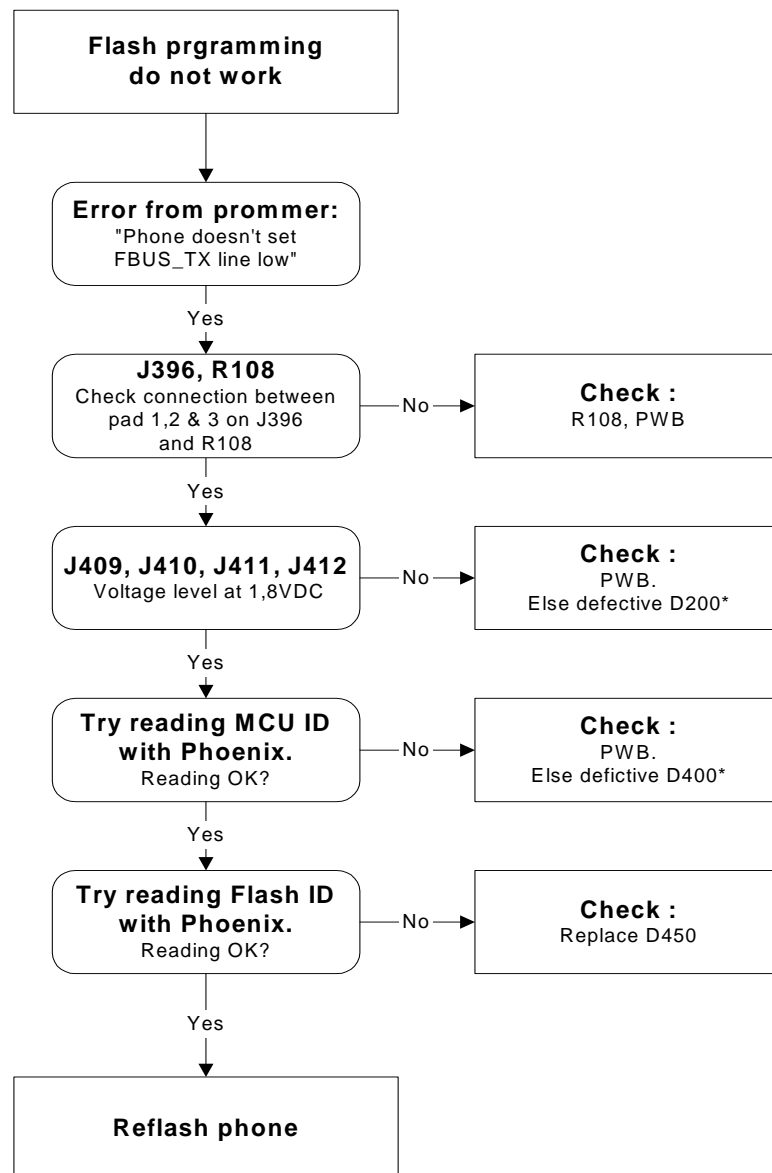 Flash prgramming
do not work
Error from prommer:
"Phone doesn't set
FBUS_TX line low"
Yes
J396, R108
Check connection between
pad 1,2 & 3 on J396
and R108
No
Check :
R108, PWB
Yes
J409, J410, J411, J412
Voltage level at 1,8VDC
No
Check :
PWB.
Else defective D200*
Yes
Try reading MCU ID
with Phoenix.
Reading OK?
No
Check :
PWB.
Else defictive D400*
Yes
Try reading Flash ID
with Phoenix.
Reading OK?
No
Check :
Replace D450
Yes
Reflash phone